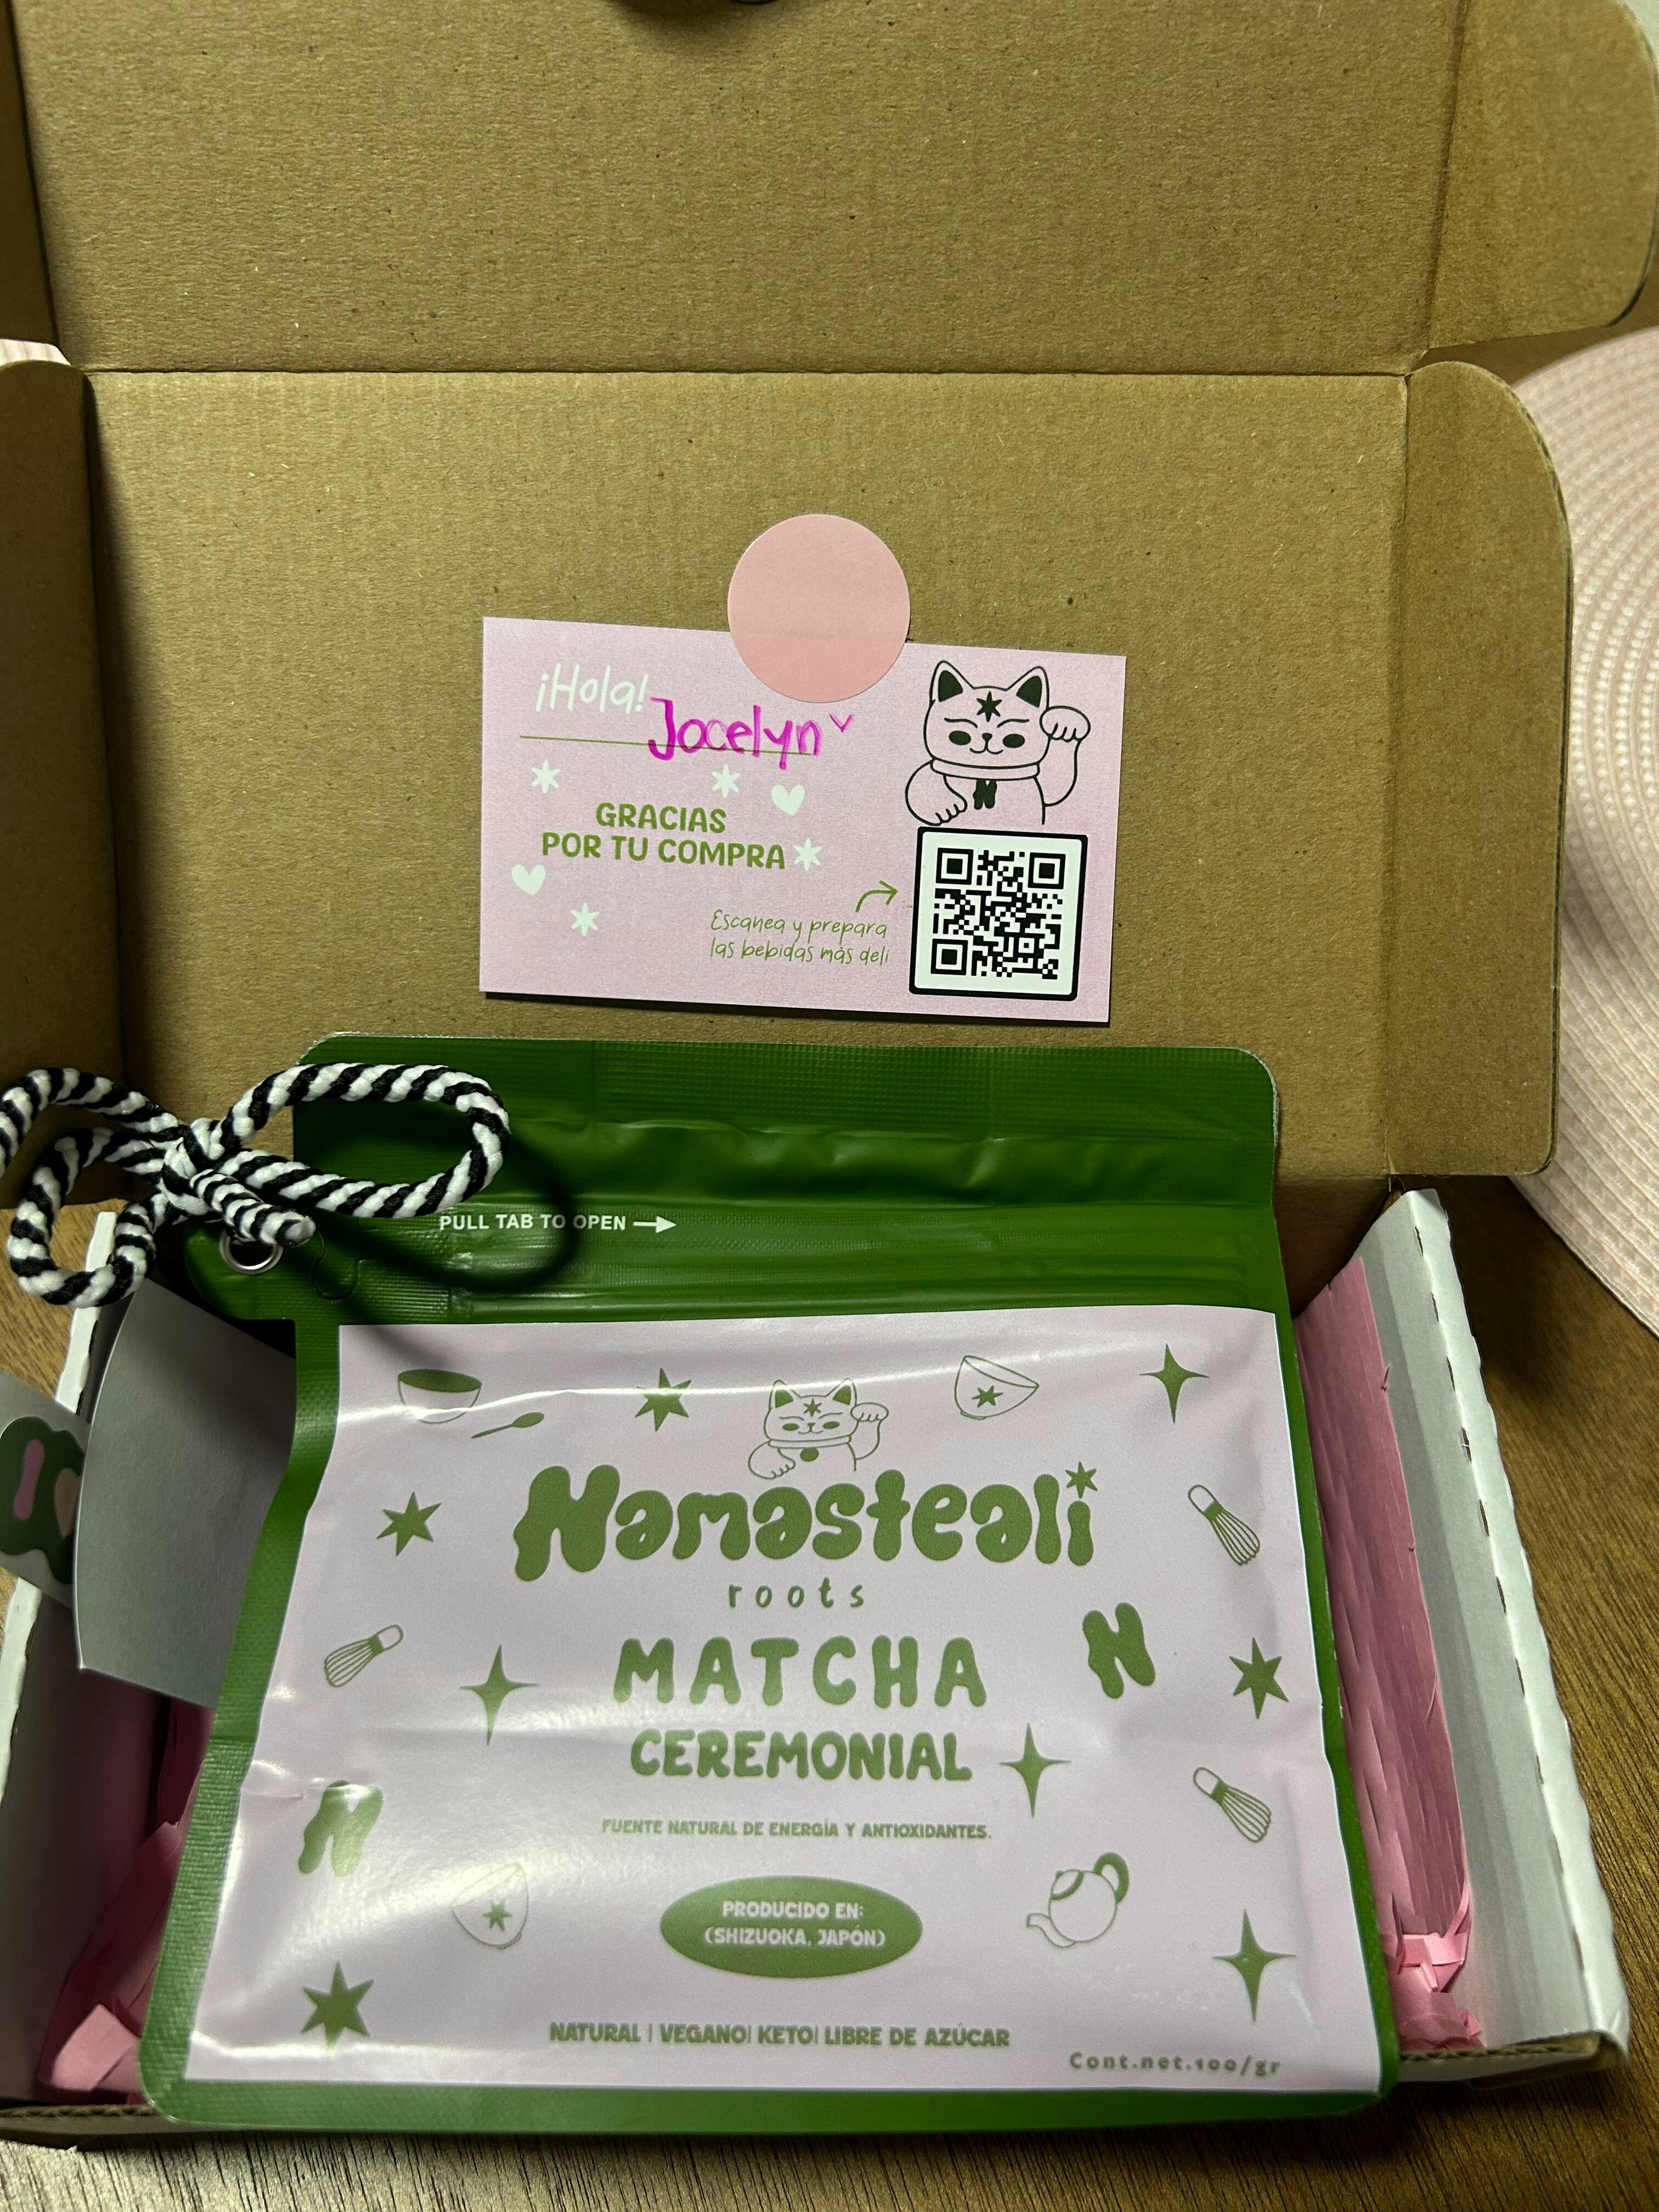 ¡Hola!
Jocelyn
GRACIAS
POR TU COMPRA
Escanea y prepara
las bebidas más deli
N
PULL TAB TO OPEN
Namasteali
roots
MATCHA
CEREMONIAL
N
N
FUENTE NATURAL DE ENERGÍA Y ANTIOXIDANTES.
PRODUCIDO EN:
(SHIZUOKA, JAPÓN)
NATURAL | VEGANO| KETO| LIBRE DE AZÚCAR
Cont.net.100/gr